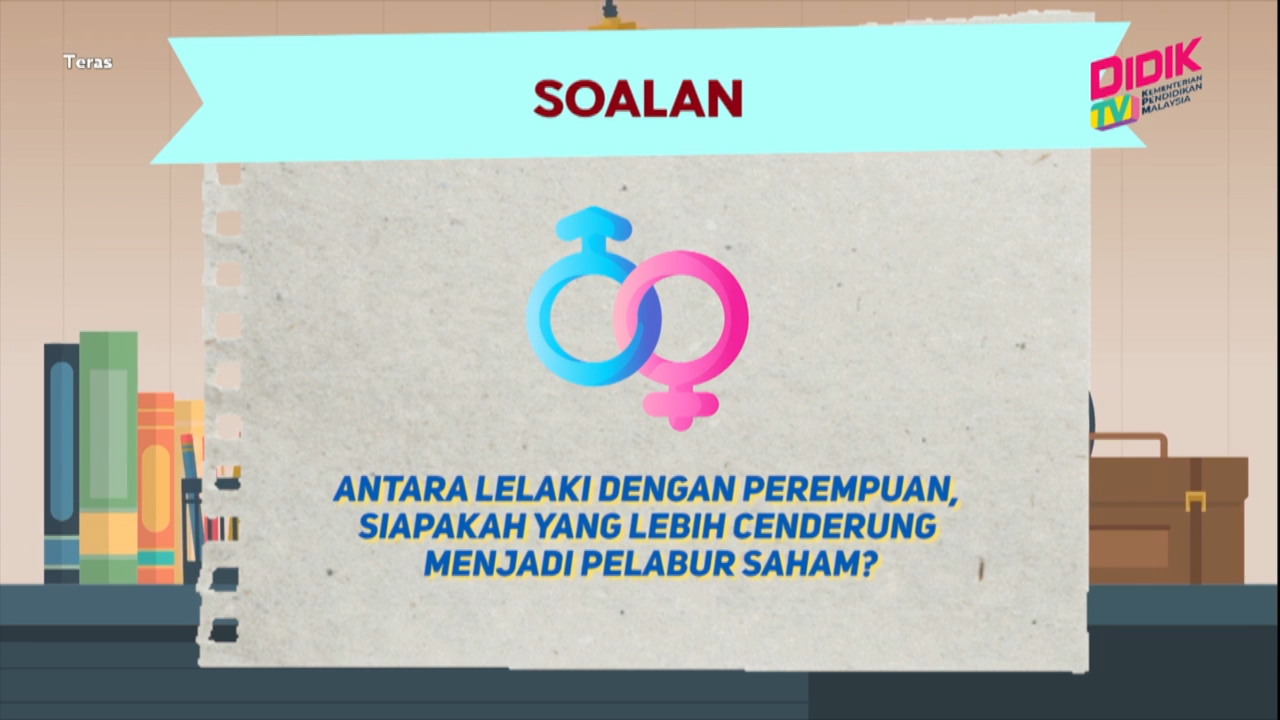 Teras
SOALAN
DIDIK
TV
KEMENTERIAN
PENDIDIKAN
MALAYSIA
ANTARA LELAKI DENGAN PEREMPUAN,
SIAPAKAH YANG LEBIH CENDERUNG
MENJADI PELABUR SAHAM?